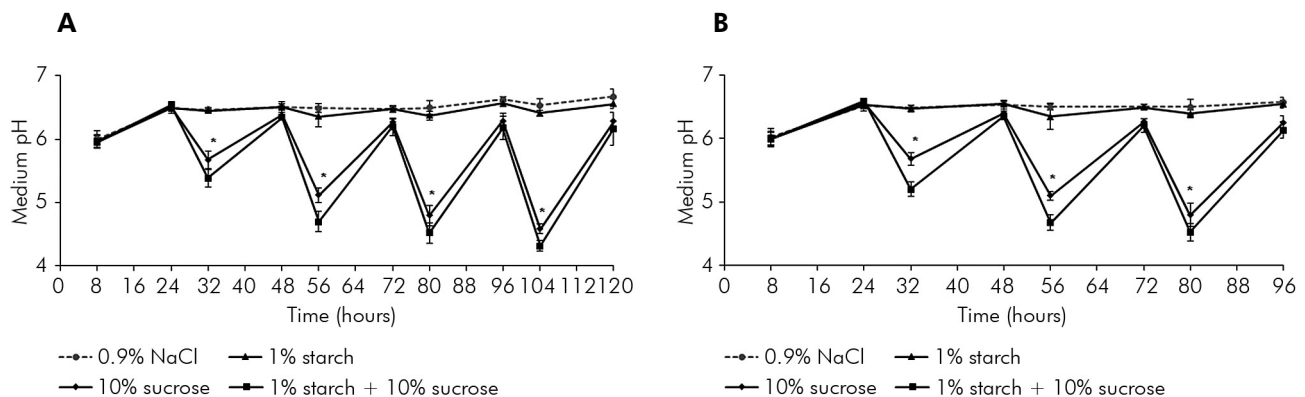 A
7
6
5
4
Medium pH
*
*
*
*
0 8 16 24 32 40 48 56 64 72 80 88 96 104 112 120
Time (hours)
0.9% NaCl 1% starch
10% sucrose 1% starch + 10% sucrose
B
7
6
5
4
Medium pH
*
*
*
0 8 16 24 32 40 48 56 64 72 80 88 96
Time (hours)
0.9% NaCl 1% starch
10% sucrose 1% starch + 10% sucrose